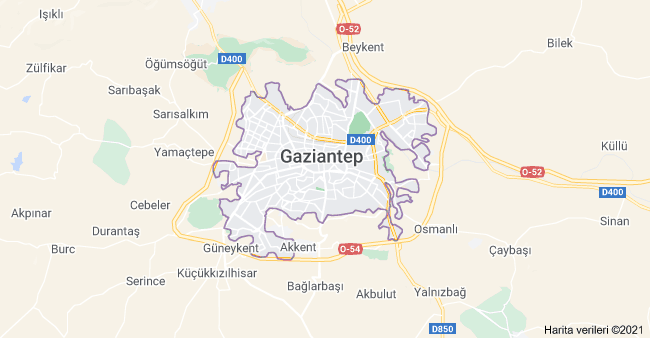 Işıklı
O-52
Bilek
Beykent
D400
Öğümsöğüt
Zülfikar
Sarıbaşak
Sarısalkım
D400
Küllü
Yamaçtepe
Gaziantep
O-52
D400
Cebeler
Akpınar
Sinan
Durantaş
Osmanlı
Burc
Güneykent
Akkent
O-54
Çaybaşı
Küçükkızılhisar
Serince
Bağlarbaşı
Akbulut
Yalnızbağ
D850
Harita verileri ©2021